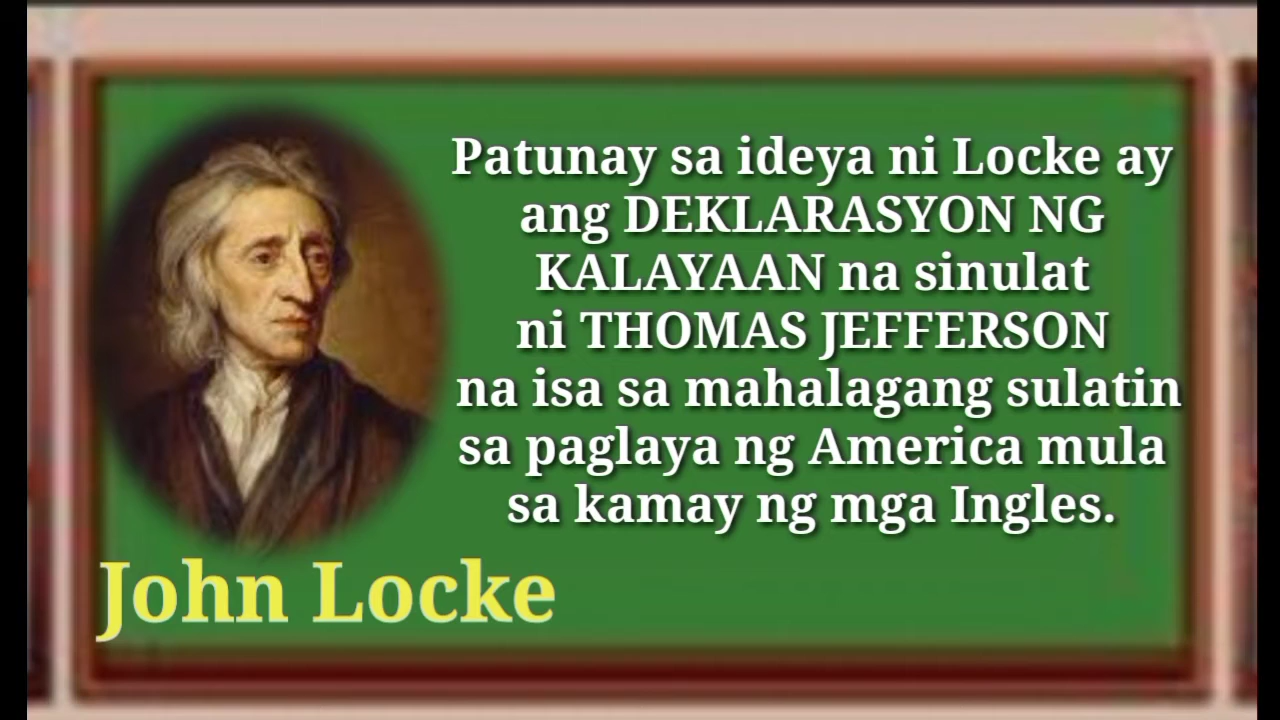 Patunay sa ideya ni Locke ay
ang DEKLARASYON NG
KALAYAAN na sinulat
ni THOMAS JEFFERSON
na isa sa mahalagang sulatin
sa paglaya ng America mula
sa kamay ng mga Ingles.
John Locke